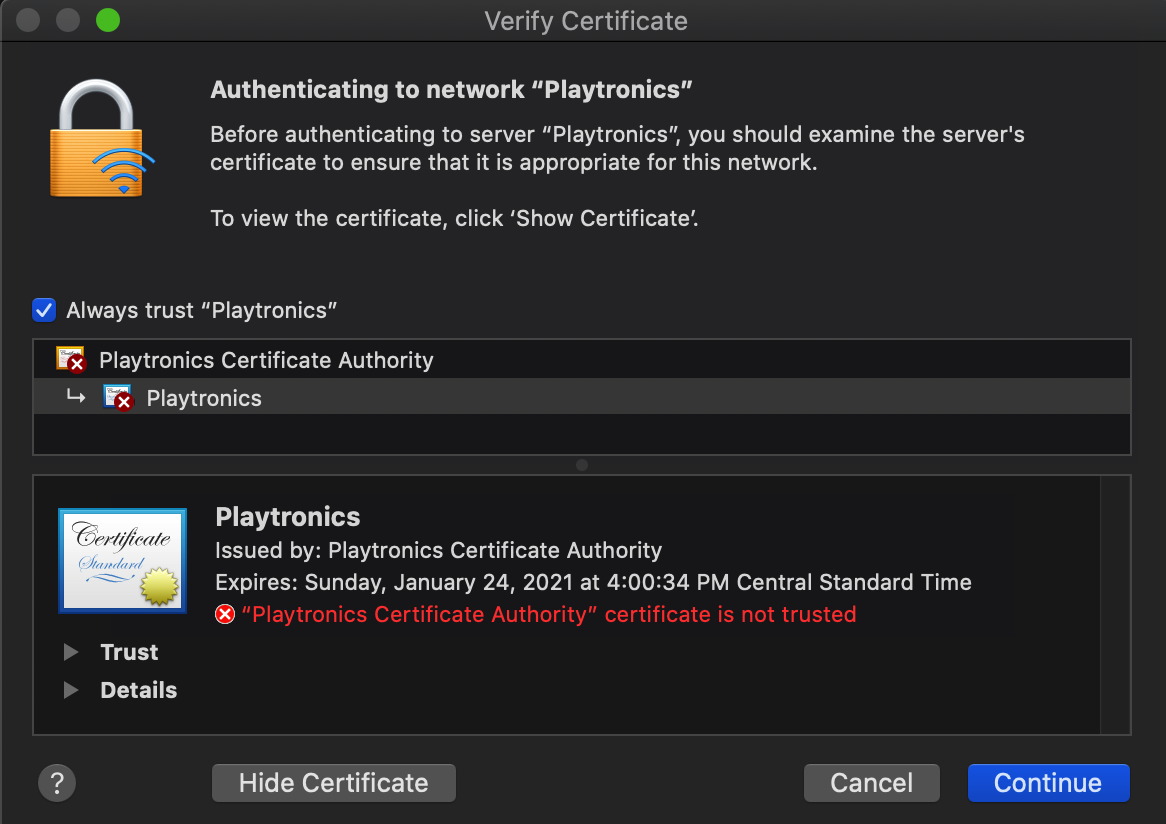 Verify Certificate
Authenticating to network “Playtronics”
Before authenticating to server “Playtronics”, you should examine the server's
certificate to ensure that it is appropriate for this network.
To view the certificate, click ‘Show Certificate’.
Always trust “Playtronics”
Playtronics Certificate Authority
Playtronics
Certificate
Standard
Playtronics
Issued by: Playtronics Certificate Authority
Expires: Sunday, January 24, 2021 at 4:00:34 PM Central Standard Time
“Playtronics Certificate Authority” certificate is not trusted
Trust
Details
?
Hide Certificate
Cancel
Continue